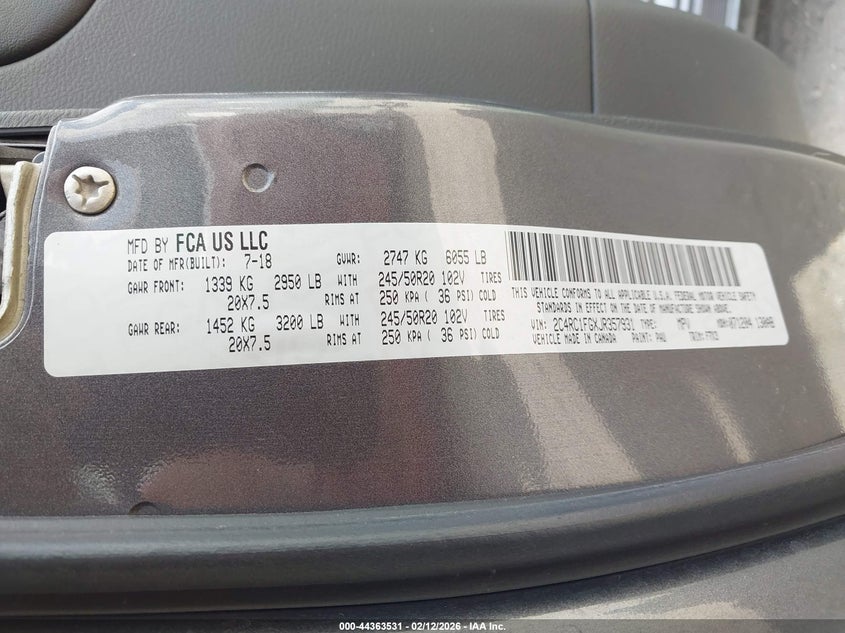 MFD BY FCA US LLC
DATE OF MFR(BUILT): 7-18 GVWR: 2747 KG 6055 LB
GAWR FRONT: 1339 KG 2950 LB WITH 245/50R20 102V TIRES
20X7.5 RIMS AT 250 KPA ( 36 PSI) COLD
GAWR REAR: 1452 KG 3200 LB WITH 245/50R20 102V TIRES
20X7.5 RIMS AT 250 KPA ( 36 PSI) COLD
THIS VEHICLE CONFORMS TO ALL APPLICABLE U.S.A. FEDERAL MOTOR VEHICLE SAFETY
STANDARDS IN EFFECT ON THE DATE OF MANUFACTURE SHOWN ABOVE.
VIN: 2C4RC1FGXJR357931 TYPE: MPV MDH:
VEHICLE MADE IN CANADA PAINT: PAU TRIM:
000-44363531 - 02/12/2026 - IAA Inc.